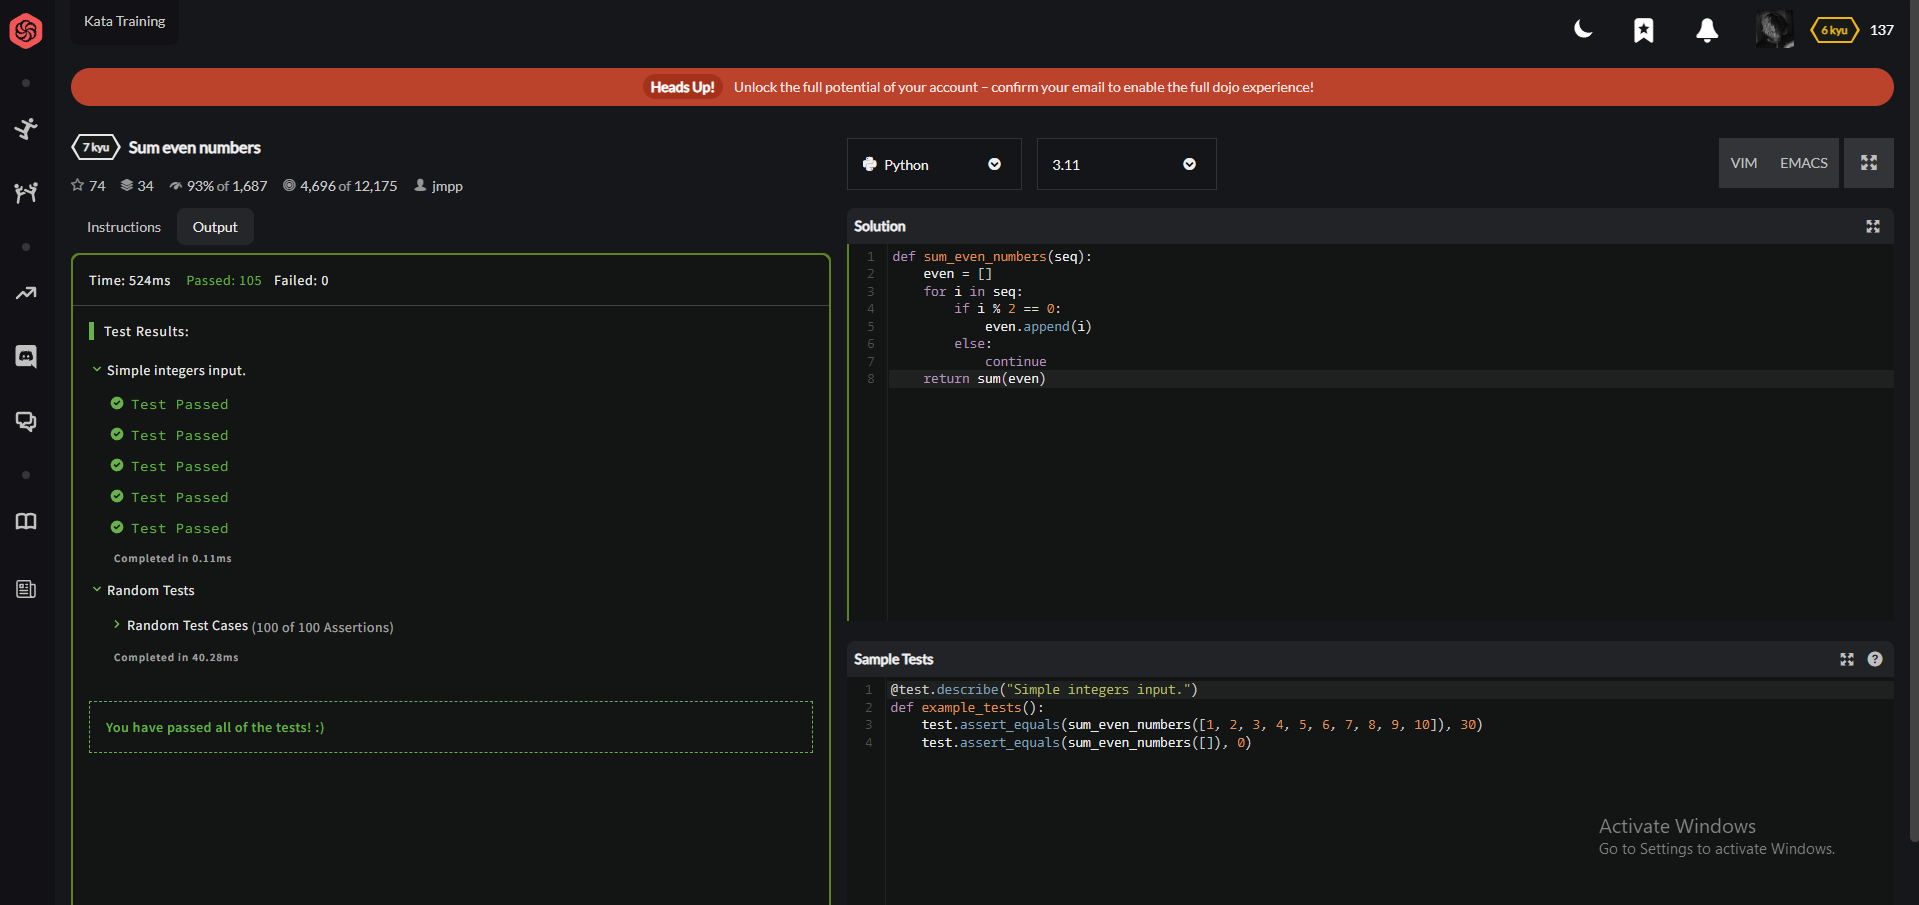 Kata Training
6 kyu 137
Heads Up! Unlock the full potential of your account – confirm your email to enable the full dojo experience!
7 kyu Sum even numbers
74 34 93% of 1,687 4,696 of 12,175 jmpp
Instructions Output
Time: 524ms Passed: 105 Failed: 0
Test Results:
Simple integers input.
Test Passed
Test Passed
Test Passed
Test Passed
Test Passed
Completed in 0.11ms
Random Tests
Random Test Cases (100 of 100 Assertions)
Completed in 40.28ms
You have passed all of the tests! :)
Python 3.11 VIM EMACS
Solution
1 def sum_even_numbers(seq):
2     even = []
3     for i in seq:
4         if i % 2 == 0:
5             even.append(i)
6         else:
7             continue
8     return sum(even)
Sample Tests ?
1 @test.describe("Simple integers input.")
2 def example_tests():
3     test.assert_equals(sum_even_numbers([1, 2, 3, 4, 5, 6, 7, 8, 9, 10]), 30)
4     test.assert_equals(sum_even_numbers([]), 0)
Activate Windows
Go to Settings to activate Windows.